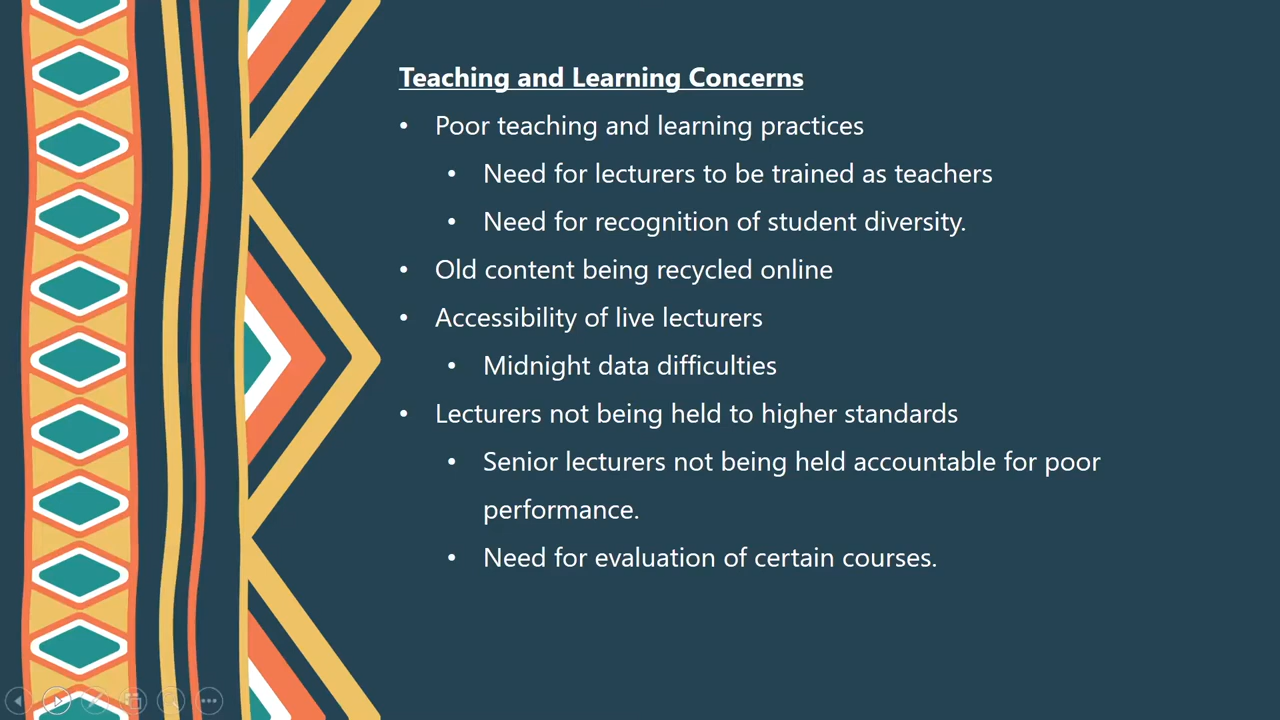 Teaching and Learning Concerns
• Poor teaching and learning practices
• Need for lecturers to be trained as teachers
• Need for recognition of student diversity.
• Old content being recycled online
• Accessibility of live lecturers
• Midnight data difficulties
• Lecturers not being held to higher standards
• Senior lecturers not being held accountable for poor
performance.
• Need for evaluation of certain courses.